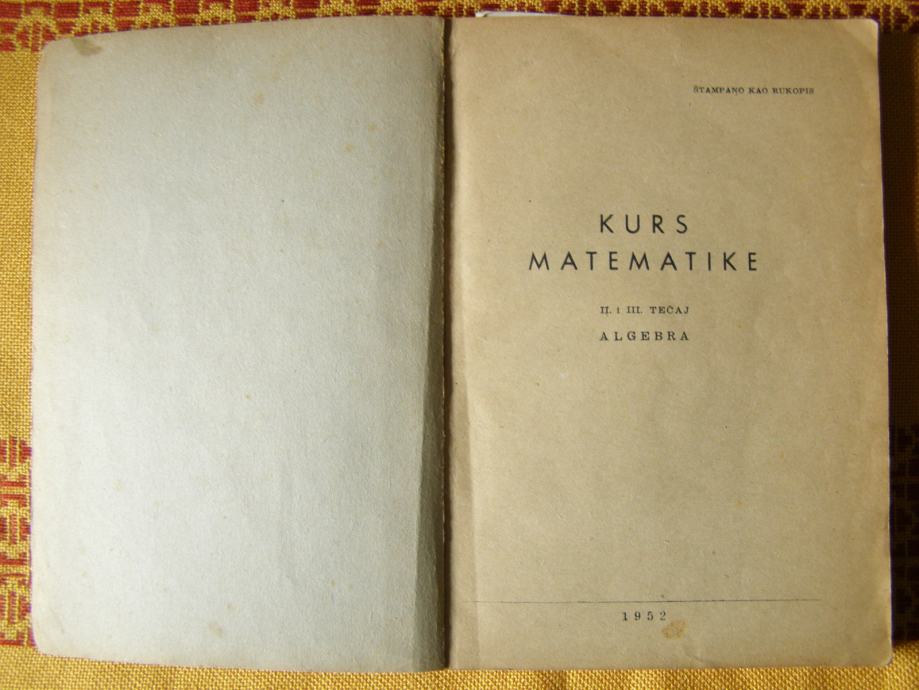 ŠTAMPANO KAO RUKOPIS
KURS
MATEMATIKE
II. i III. TEČAJ
ALGEBRA
1952